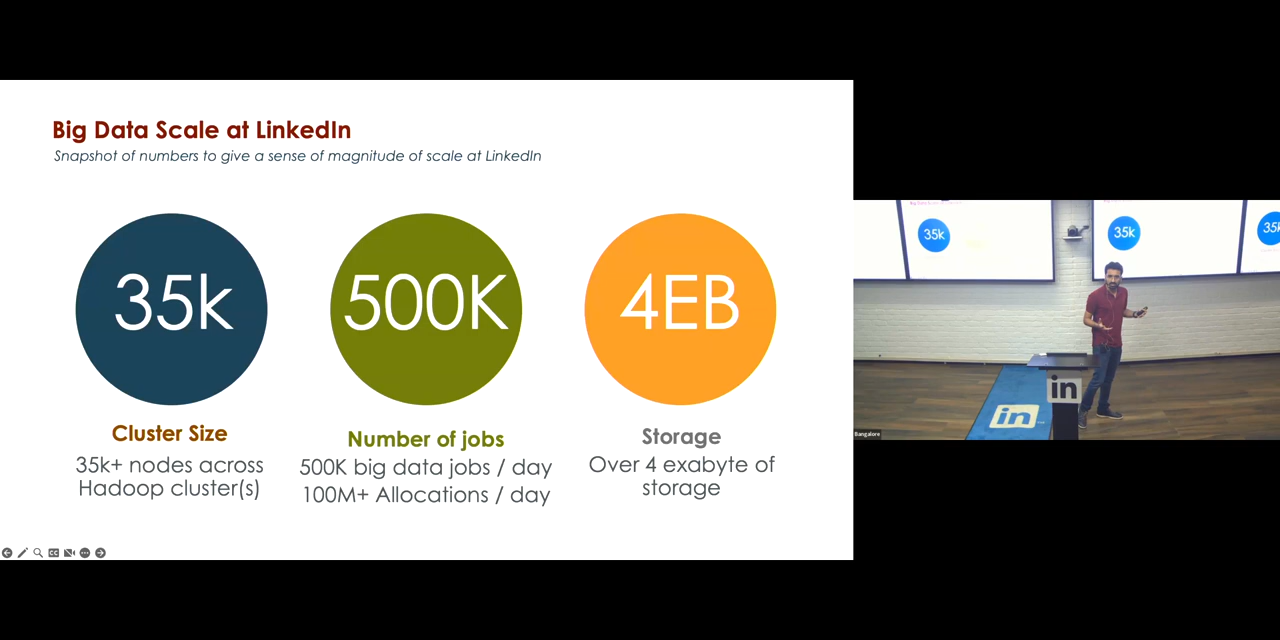 Big Data Scale at LinkedIn
Snapshot of numbers to give a sense of magnitude of scale at LinkedIn
35k
500K
4EB
Cluster Size
35k+ nodes across
Hadoop cluster(s)
Number of jobs
500K big data jobs / day
100M+ Allocations / day
Storage
Over 4 exabyte of
storage
CC
35k
35k
35k
in
in
Bangalore